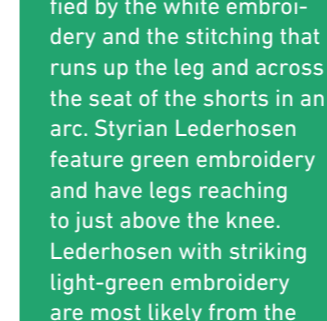 fied by the white embroi-
dery and the stitching that
runs up the leg and across
the seat of the shorts in an
arc. Styrian Lederhosen
feature green embroidery
and have legs reaching
to just above the knee.
Lederhosen with striking
light-green embroidery
are most likely from the